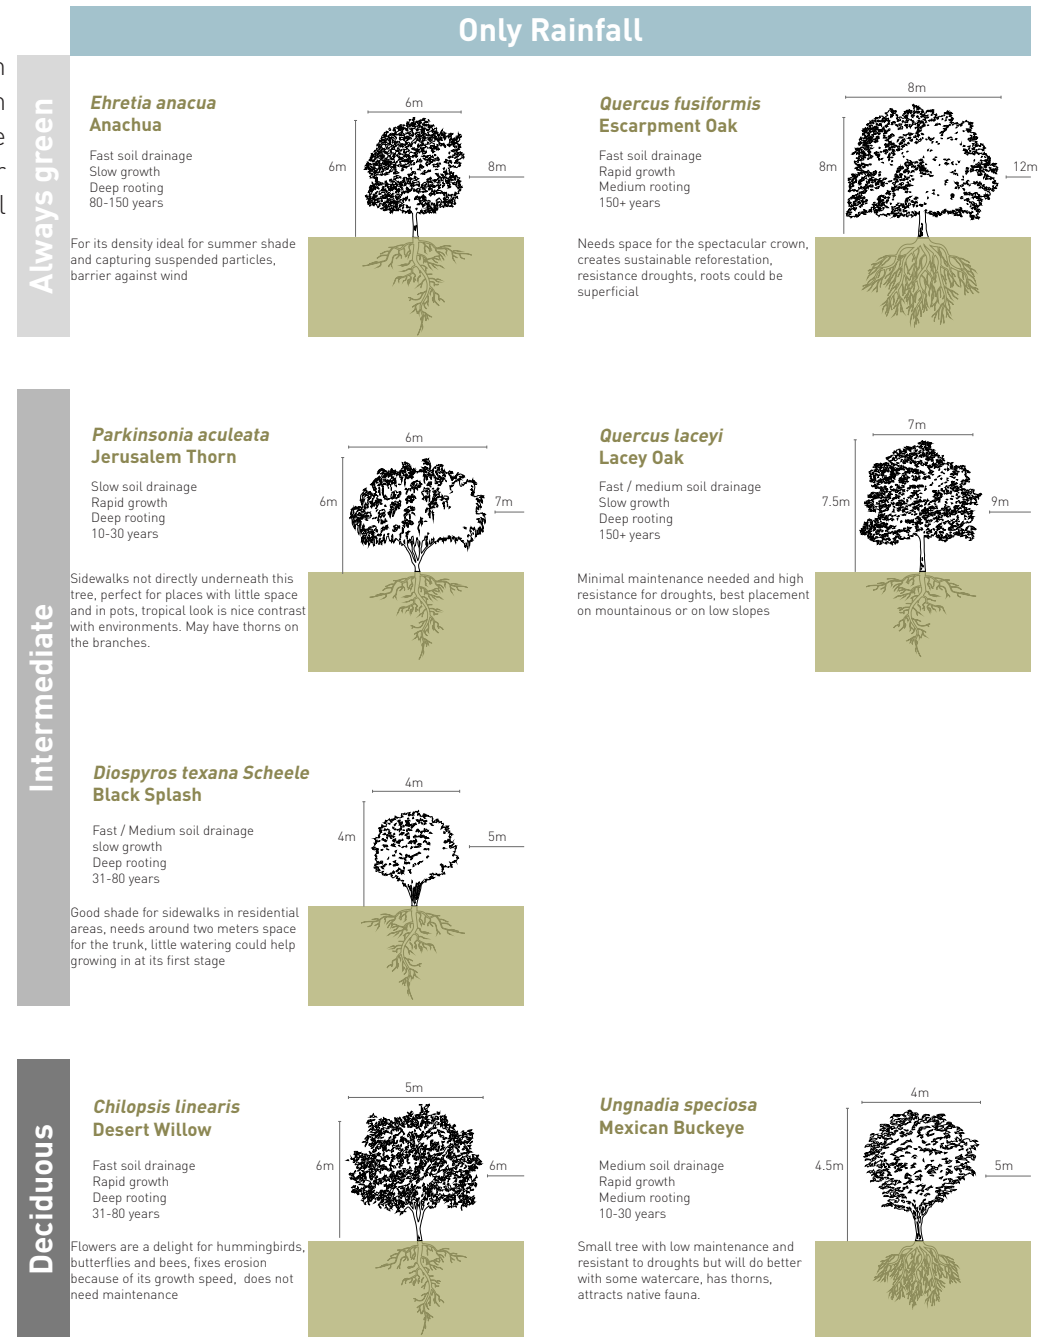 Only Rainfall
n
n
e
r
l
Always green
Ehretia anacua
Anachua
Fast soil drainage
Slow growth
Deep rooting
80-150 years
For its density ideal for summer shade
and capturing suspended particles,
barrier against wind
6m
6m
8m
Quercus fusiformis
Escarpment Oak
Fast soil drainage
Rapid growth
Medium rooting
150+ years
Needs space for the spectacular crown,
creates sustainable reforestation,
resistance droughts, roots could be
superficial
8m
8m
12m
Intermediate
Parkinsonia aculeata
Jerusalem Thorn
Slow soil drainage
Rapid growth
Deep rooting
10-30 years
Sidewalks not directly underneath this
tree, perfect for places with little space
and in pots, tropical look is nice contrast
with environments. May have thorns on
the branches.
6m
6m
7m
Quercus laceyi
Lacey Oak
Fast / medium soil drainage
Slow growth
Deep rooting
150+ years
Minimal maintenance needed and high
resistance for droughts, best placement
on mountainous or on low slopes
7m
7.5m
9m
Diospyros texana Scheele
Black Splash
Fast / Medium soil drainage
slow growth
Deep rooting
31-80 years
Good shade for sidewalks in residential
areas, needs around two meters space
for the trunk, little watering could help
growing in at its first stage
4m
4m
5m
Deciduous
Chilopsis linearis
Desert Willow
Fast soil drainage
Rapid growth
Deep rooting
31-80 years
Flowers are a delight for hummingbirds,
butterflies and bees, fixes erosion
because of its growth speed, does not
need maintenance
5m
6m
6m
Ungnadia speciosa
Mexican Buckeye
Medium soil drainage
Rapid growth
Medium rooting
10-30 years
Small tree with low maintenance and
resistant to droughts but will do better
with some watercare, has thorns,
attracts native fauna.
4m
4.5m
5m